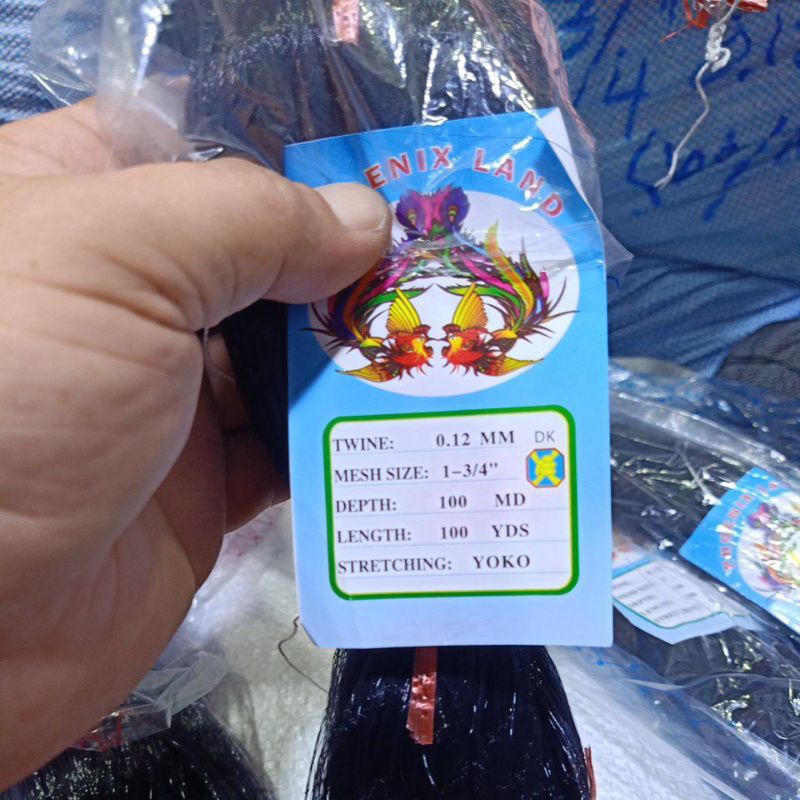 ENIX LAND
TWINE: 0.12 MM DK
MESH SIZE: 1-3/4"
DEPTH: 100 MD
LENGTH: 100 YDS
STRETCHING: YOKO